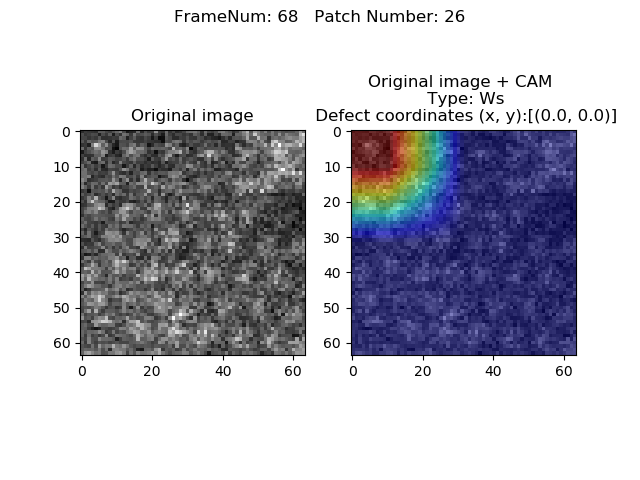 FrameNum: 68   Patch Number: 26
Original image
Original image + CAM
Type: Ws
Defect coordinates (x, y):[(0.0, 0.0)]
0
10
20
30
40
50
60
0 20 40 60
0
10
20
30
40
50
60
0 20 40 60